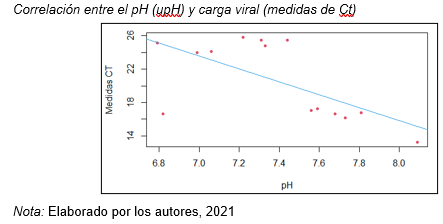 Correlación entre el pH (upH) y carga viral (medidas de Ct)
Medidas CT
26
22
18
14
6.8 7.0 7.2 7.4 7.6 7.8 8.0
pH
Nota: Elaborado por los autores, 2021